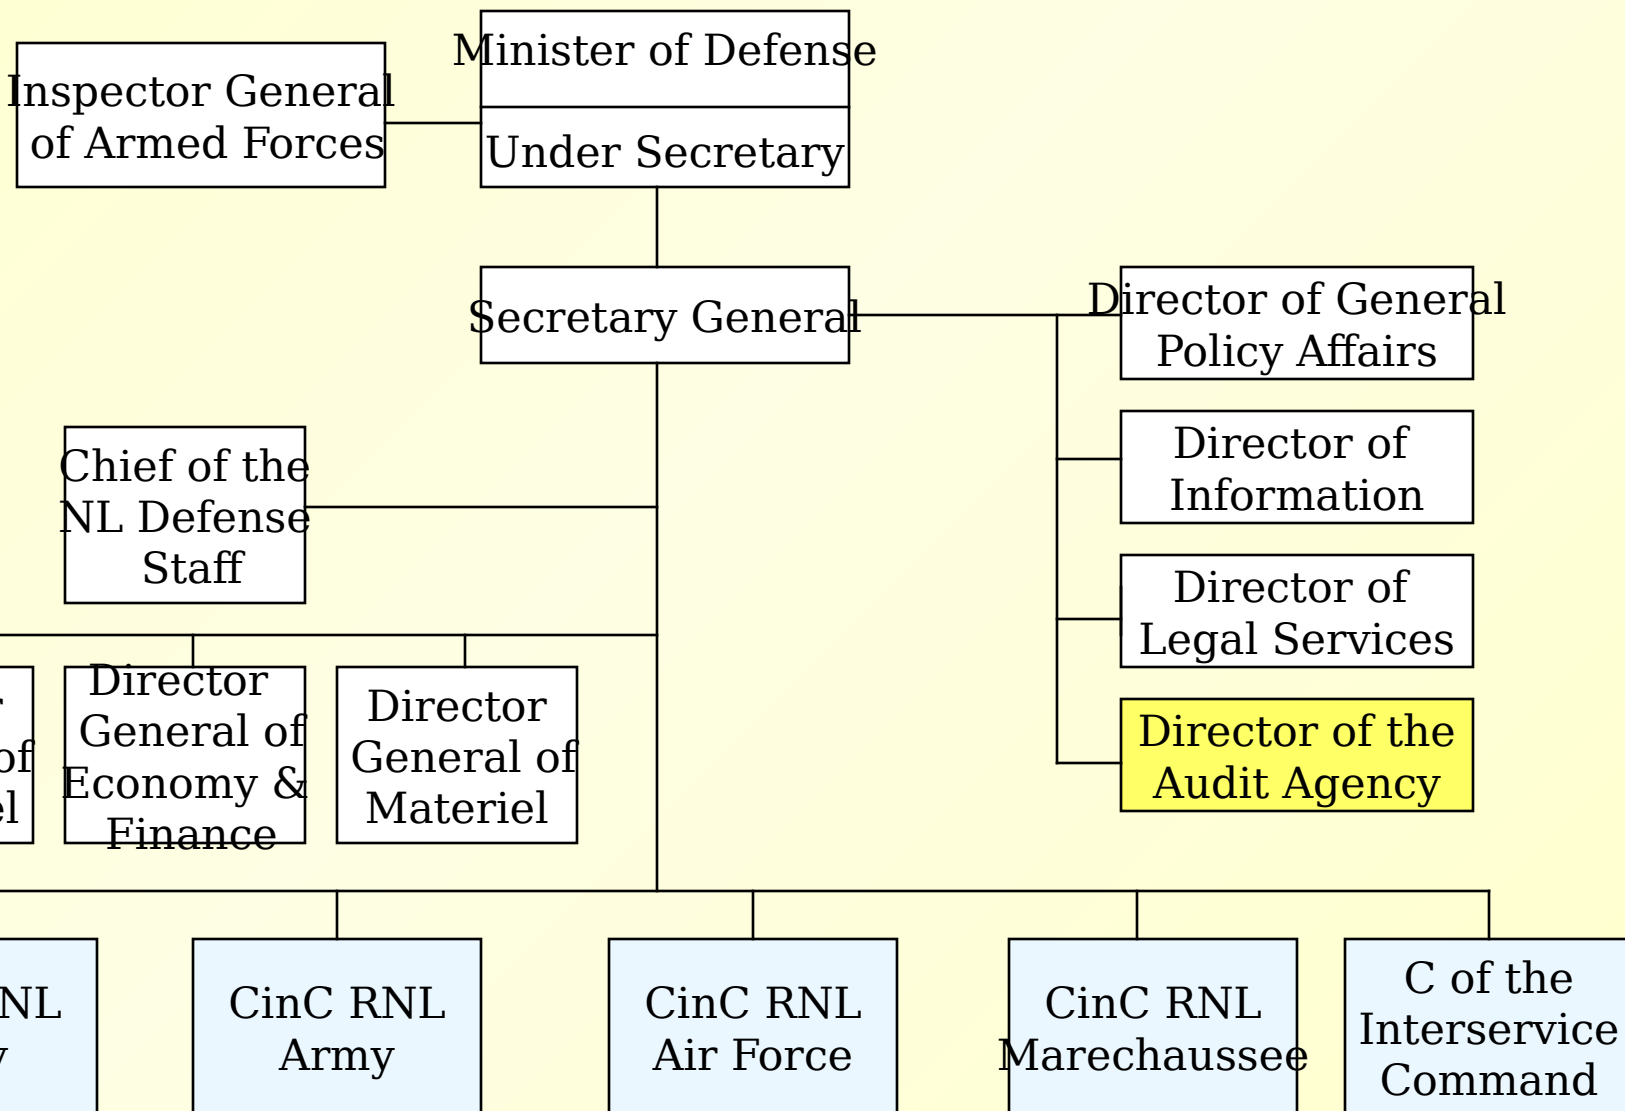 Minister of Defense
Inspector General
of Armed Forces
Under Secretary
Secretary General
Director of General
Policy Affairs
Director of
Information
Chief of the
NL Defense
Staff
Director of
Legal Services
of
Director
General of
Economy &
Finance
Director
General of
Materiel
Director of the
Audit Agency
NL
CinC RNL
Army
CinC RNL
Air Force
CinC RNL
Marechaussee
C of the
Interservice
Command